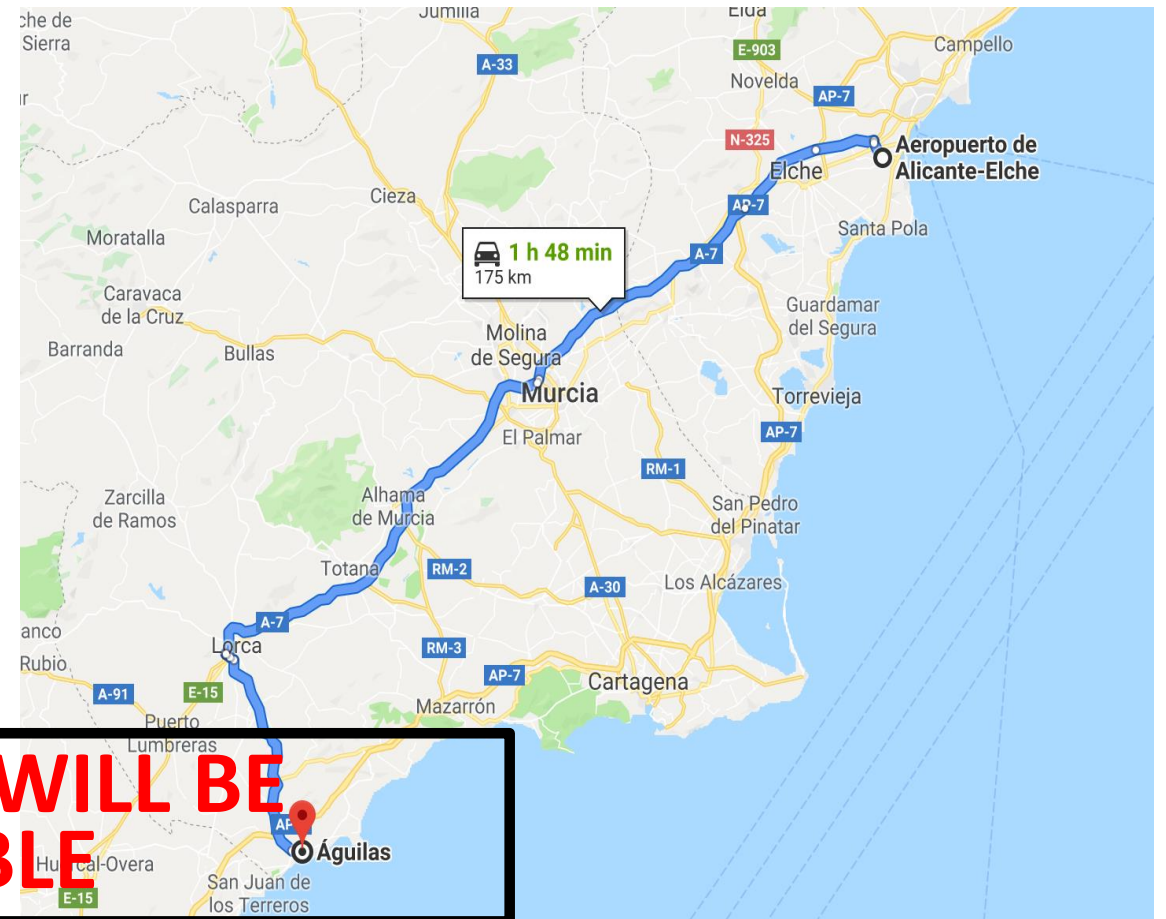 che de
Sierra
Jumilla
Elda
A-33
E-903
Campello
Novelda
AP-7
N-325
Aeropuerto de
Alicante-Elche
Elche
Cieza
Calasparra
AP-7
Santa Pola
Moratalla
1 h 48 min
175 km
A-7
Caravaca
de la Cruz
Guardamar
del Segura
Molina
de Segura
Barranda
Bullas
Murcia
Torrevieja
El Palmar
AP-7
RM-1
Zarcilla
de Ramos
Alhama
de Murcia
San Pedro
del Pinatar
Totana
RM-2
A-30
Los Alcázares
A-7
anco
Rubio
Lorca
RM-3
AP-7
Cartagena
A-91
E-15
Mazarrón
Puerto
Lumbreras
WILL BE
BLE
AP
Águilas
E-15
San Juan de
los Terreros